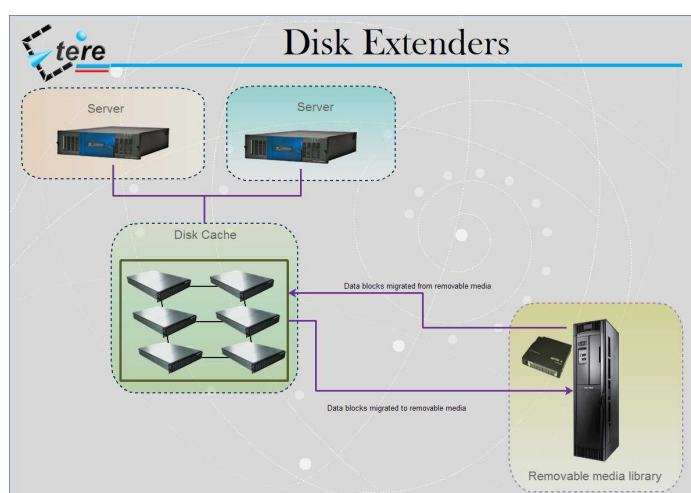 Etere
Disk Extenders
Server
Server
Disk Cache
Data blocks migrated from removable media
Data blocks migrated to removable media
Removable media library